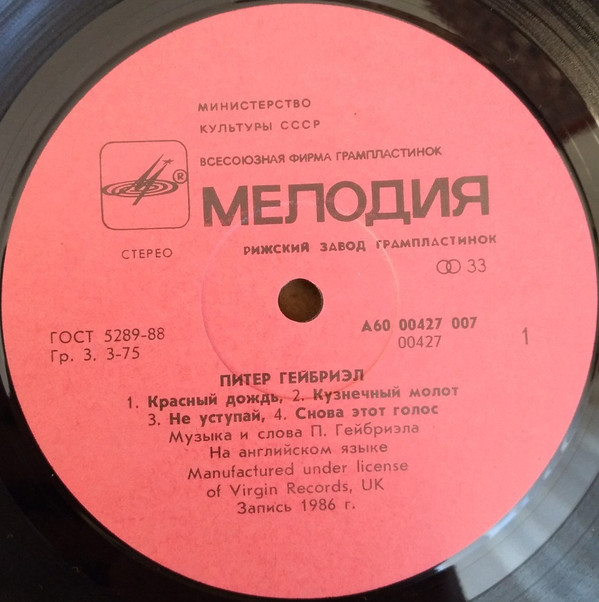 МИНИСТЕРСТВО
КУЛЬТУРЫ СССР
ВСЕСОЮЗНАЯ ФИРМА ГРАМПЛАСТИНОК
®
МЕЛОДИЯ
СТЕРЕО
РИЖСКИЙ ЗАВОД ГРАМПЛАСТИНОК
33
ГОСТ 5289-88
Гр. 3. 3-75
А60 00427 007
00427
1
ПИТЕР ГЕЙБРИЭЛ
1. Красный дождь, 2. Кузнечный молот
3. Не уступай, 4. Снова этот голос
Музыка и слова П. Гейбриэла
На английском языке
Manufactured under license
of Virgin Records, UK
Запись 1986 г.